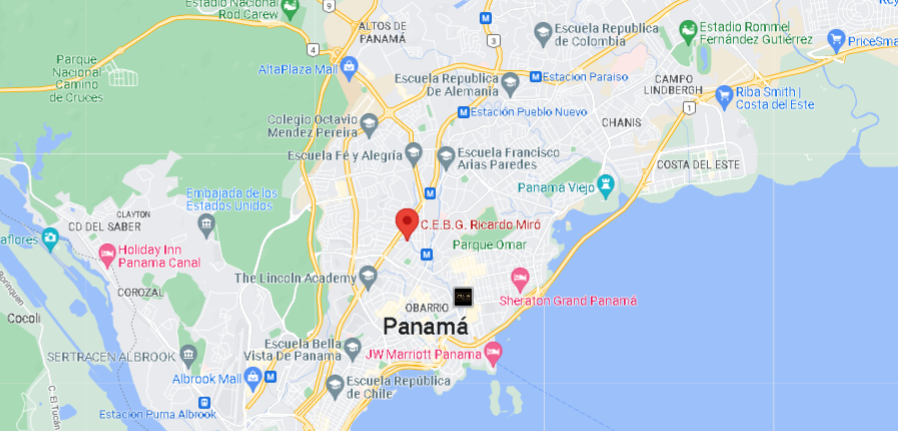 Estadio Nacional
Rod Carew
9
Rey
ALTOS DE
PANAMÁ
M
Escuela Republica
de Colombia
Estadio Rommel
Fernández Gutiérrez
PriceSma
4
3
Parque
Nacional
Camino
de Cruces
AltaPlaza Mall
Escuela Republica
De Alemania
M Estación Paraiso
CAMPO
LINDBERGH
Riba Smith |
Costa del Este
1
Colegio Octavio
Mendez Pereira
M Estación Pueblo Nuevo
CHANIS
Escuela Fé y Alegría
Escuela Francisco
Arias Paredes
COSTA DEL ESTE
Embajada de los
Estados Unidos
M
Panamá Viejo
CLAYTON
CD DEL SABER
C.E.B.G. Ricardo Miró
aflores
Holiday Inn
Panama Canal
Parque Omar
M
The Lincoln Academy
COROZAL
Sheraton Grand Panamá
OBARRIO
Cocoli
Panamá
Escuela Bella
Vista De Panama
SERTRACEN ALBROOK
JW Marriott Panama
Albrook Mall
M
Escuela República
de Chile
Estacion Puma Albrook
C. El Tucán